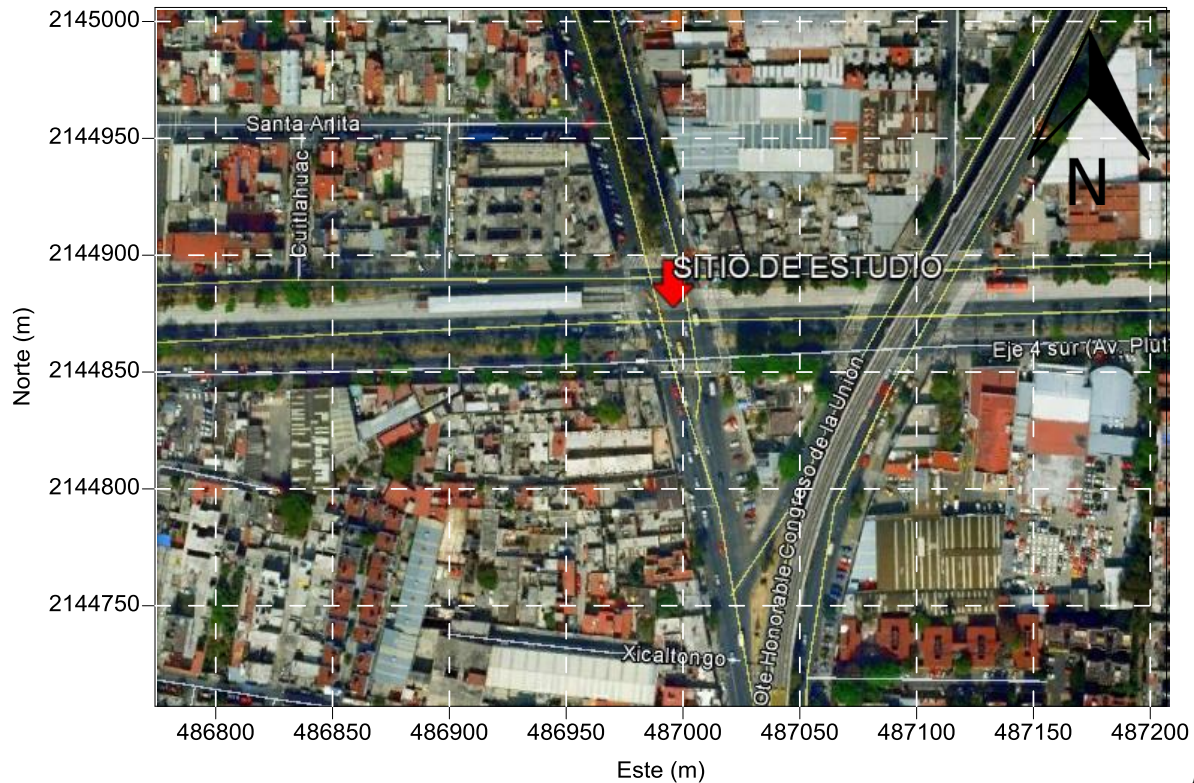 2145000
2144950
2144900
2144850
2144800
2144750
Norte (m)
Santa Anita
Cuitlahuac
N
SITIO DE ESTUDIO
Eje 4 sur (Av. Plut
Ote Honorable Congreso de la Union
Xicaltongo
486800 486850 486900 486950 487000 487050 487100 487150 487200
Este (m)